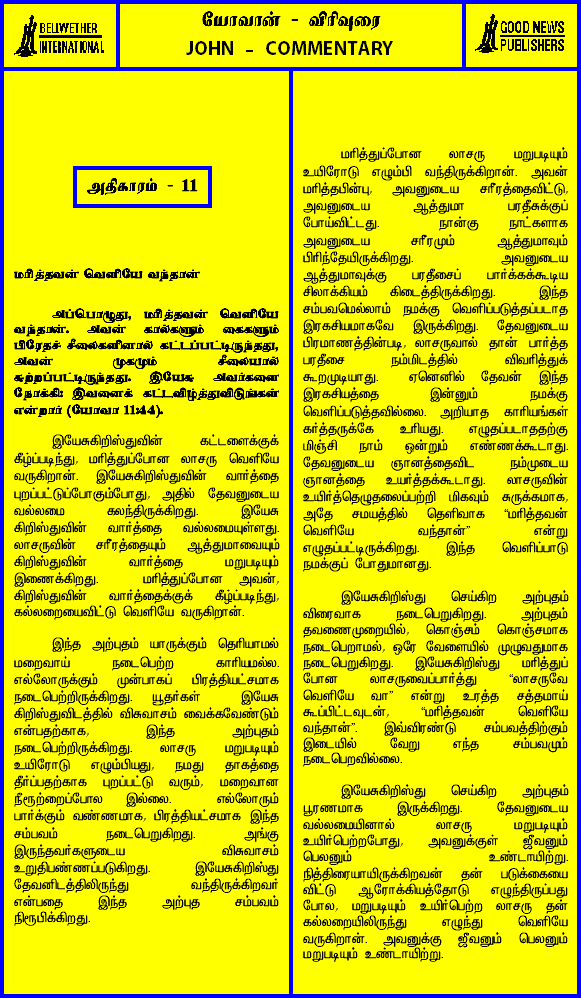 BELWETHER
INTERNATIONAL
யோவான் - விரிவுரை
JOHN - COMMENTARY
GOOD NEWS
PUBLISHERS
அதிகாரம் - 11
மரித்தவன் வெளியே வந்தான்
அப்பொழுது, மரித்தவன் வெளியே
வந்தான். அவன் கால்களும் கைகளும்
பிரேதச் சீலைகளினால் கட்டப்பட்டிருந்தது,
அவன் முகமும் சீலையால்
சுற்றப்பட்டிருந்தது. இயேசு அவர்களை
நோக்கி: இவனைக் கட்டவிழ்த்துவிடுங்கள்
என்றார் (யோவா 11:44).
இயேசுகிறிஸ்துவின் கட்டளைக்குக்
கீழ்ப்படிந்து, மரித்துப்போன லாசரு வெளியே
வருகிறான். இயேசுகிறிஸ்துவின் வார்த்தை
புறப்பட்டுப்போகும்போது, அதில் தேவனுடைய
வல்லமை கலந்திருக்கிறது. இயேசு
கிறிஸ்துவின் வார்த்தை வல்லமையுள்ளது.
லாசருவின் சரீரத்தையும் ஆத்துமாவையும்
கிறிஸ்துவின் வார்த்தை மறுபடியும்
இணைக்கிறது. மரித்துப்போன அவன்,
கிறிஸ்துவின் வார்த்தைக்குக் கீழ்ப்படிந்து,
கல்லறையைவிட்டு வெளியே வருகிறான்.
இந்த அற்புதம் யாருக்கும் தெரியாமல்
மறைவாய் நடைபெற்ற காரியமல்ல.
எல்லோருக்கும் முன்பாகப் பிரத்தியட்சமாக
நடைபெற்றிருக்கிறது. யூதர்கள் இயேசு
கிறிஸ்துவிடத்தில் விசுவாசம் வைக்கவேண்டும்
என்பதற்காக, இந்த அற்புதம்
நடைபெற்றிருக்கிறது. லாசரு மறுபடியும்
உயிரோடு எழும்பியது, நமது தாகத்தை
தீர்ப்பதற்காக புறப்பட்டு வரும், மறைவான
நீரூற்றைப்போல இல்லை. எல்லோரும்
பார்க்கும் வண்ணமாக, பிரத்தியட்சமாக இந்த
சம்பவம் நடைபெறுகிறது. அங்கு
இருந்தவர்களுடைய விசுவாசம்
உறுதிபண்ணப்படுகிறது. இயேசுகிறிஸ்து
தேவனிடத்திலிருந்து வந்திருக்கிறவர்
என்பதை இந்த அற்புத சம்பவம்
நிரூபிக்கிறது.
மரித்துப்போன லாசரு மறுபடியும்
உயிரோடு எழும்பி வந்திருக்கிறான். அவன்
மரித்தபின்பு, அவனுடைய சரீரத்தைவிட்டு,
அவனுடைய ஆத்துமா பரதீசுக்குப்
போய்விட்டது. நான்கு நாட்களாக
அவனுடைய சரீரமும் ஆத்துமாவும்
பிரிந்தேயிருக்கிறது. அவனுடைய
ஆத்துமாவுக்கு பரதீசைப் பார்க்கக்கூடிய
சிலாக்கியம் கிடைத்திருக்கிறது. இந்த
சம்பவமெல்லாம் நமக்கு வெளிப்படுத்தப்படாத
இரகசியமாகவே இருக்கிறது. தேவனுடைய
பிரமாணத்தின்படி, லாசருவால் தான் பார்த்த
பரதீசை நம்மிடத்தில் விவரித்துக்
கூறமுடியாது. ஏனெனில் தேவன் இந்த
இரகசியத்தை இன்னும் நமக்கு
வெளிப்படுத்தவில்லை. அறியாத காரியங்கள்
கர்த்தருக்கே உரியது. எழுதப்படாததற்கு
மிஞ்சி நாம் ஒன்றும் எண்ணக்கூடாது.
தேவனுடைய ஞானத்தைவிட நம்முடைய
ஞானத்தை உயர்த்தக்கூடாது. லாசருவின்
உயிர்த்தெழுதலைப்பற்றி மிகவும் சுருக்கமாக,
அதே சமயத்தில் தெளிவாக "மரித்தவன்
வெளியே வந்தான்" என்று
எழுதப்பட்டிருக்கிறது. இந்த வெளிப்பாடு
நமக்குப் போதுமானது.
இயேசுகிறிஸ்து செய்கிற அற்புதம்
விரைவாக நடைபெறுகிறது. அற்புதம்
தவணைமுறையில், கொஞ்சம் கொஞ்சமாக
நடைபெறாமல், ஒரே வேளையில் முழுவதுமாக
நடைபெறுகிறது. இயேசுகிறிஸ்து மரித்துப்
போன லாசருவைப்பார்த்து "லாசருவே
வெளியே வா" என்று உரத்த சத்தமாய்
கூப்பிட்டவுடன், "மரித்தவன் வெளியே
வந்தான்". இவ்விரண்டு சம்பவத்திற்கும்
இடையில் வேறு எந்த சம்பவமும்
நடைபெறவில்லை.
இயேசுகிறிஸ்து செய்கிற அற்புதம்
பூரணமாக இருக்கிறது. தேவனுடைய
வல்லமையினால் லாசரு மறுபடியும்
உயிர்பெற்றபோது, அவனுக்குள் ஜீவனும்
பெலனும் உண்டாயிற்று.
நித்திரையாயிருக்கிறவன் தன் படுக்கையை
விட்டு ஆரோக்கியத்தோடு எழுந்திருப்பது
போல, மறுபடியும் உயிர்பெற்ற லாசரு தன்
கல்லறையிலிருந்து எழுந்து வெளியே
வருகிறான். அவனுக்கு ஜீவனும் பெலனும்
மறுபடியும் உண்டாயிற்று.